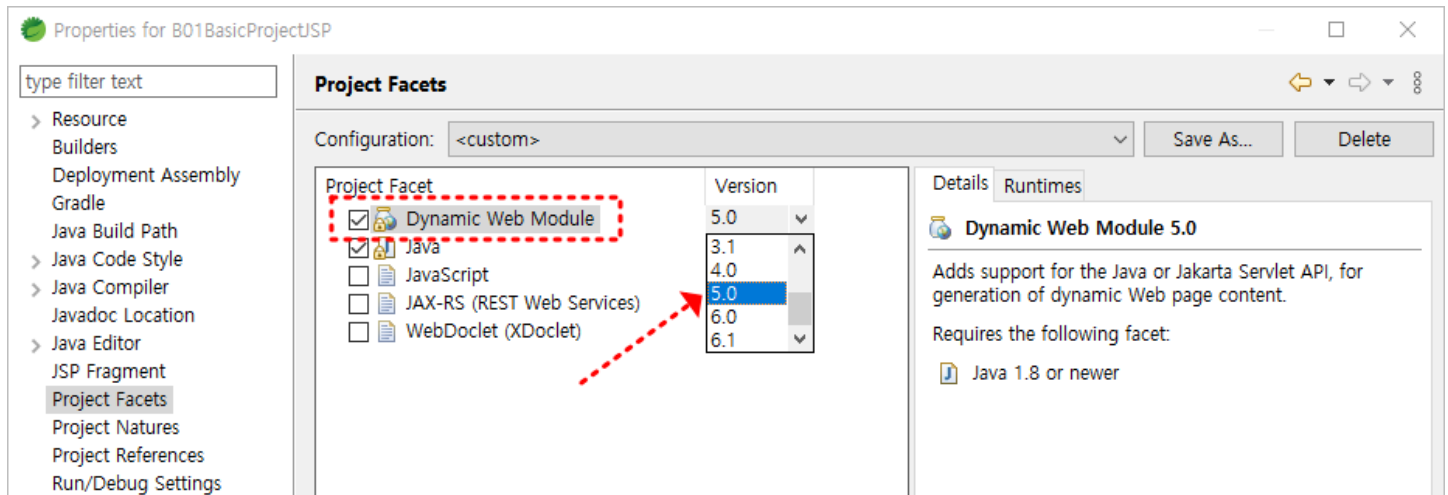 Properties for B01BasicProjectJSP
type filter text
Resource
Builders
Deployment Assembly
Gradle
Java Build Path
Java Code Style
Java Compiler
Javadoc Location
Java Editor
JSP Fragment
Project Facets
Project Natures
Project References
Run/Debug Settings
Project Facets
Configuration: <custom> Save As... Delete
Project Facet Version
Dynamic Web Module 5.0
Java 3.1
JavaScript 4.0
5.0
JAX-RS (REST Web Services)
6.0
WebDoclet (XDoclet) 6.1
Details Runtimes
Dynamic Web Module 5.0
Adds support for the Java or Jakarta Servlet API, for
generation of dynamic Web page content.
Requires the following facet:
Java 1.8 or newer